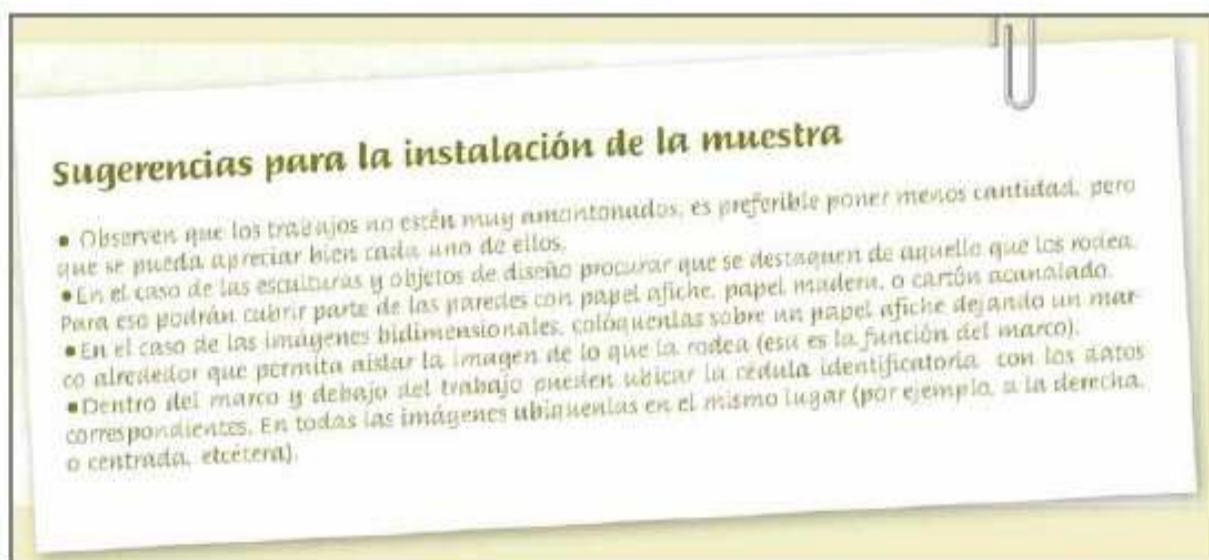 Sugerencias para la instalación de la muestra
• Observen que los trabajos no estén muy amontonados, es preferible poner menos cantidad, pero
que se pueda apreciar bien cada uno de ellos.
• En el caso de las esculturas y objetos de diseño procurar que se destaquen de aquello que los rodea.
Para eso podrán cubrir parte de las paredes con papel afiche, papel madera, o cartón acanalado.
• En el caso de las imágenes bidimensionales, colóquenlas sobre un papel afiche dejando un mar-
co alrededor que permita aislar la imagen de lo que la rodea (esa es la función del marco).
• Dentro del marco y debajo del trabajo pueden ubicar la cédula identificatoria con los datos
correspondientes. En todas las imágenes ubíquenlas en el mismo lugar (por ejemplo, a la derecha,
o centrada, etcétera).